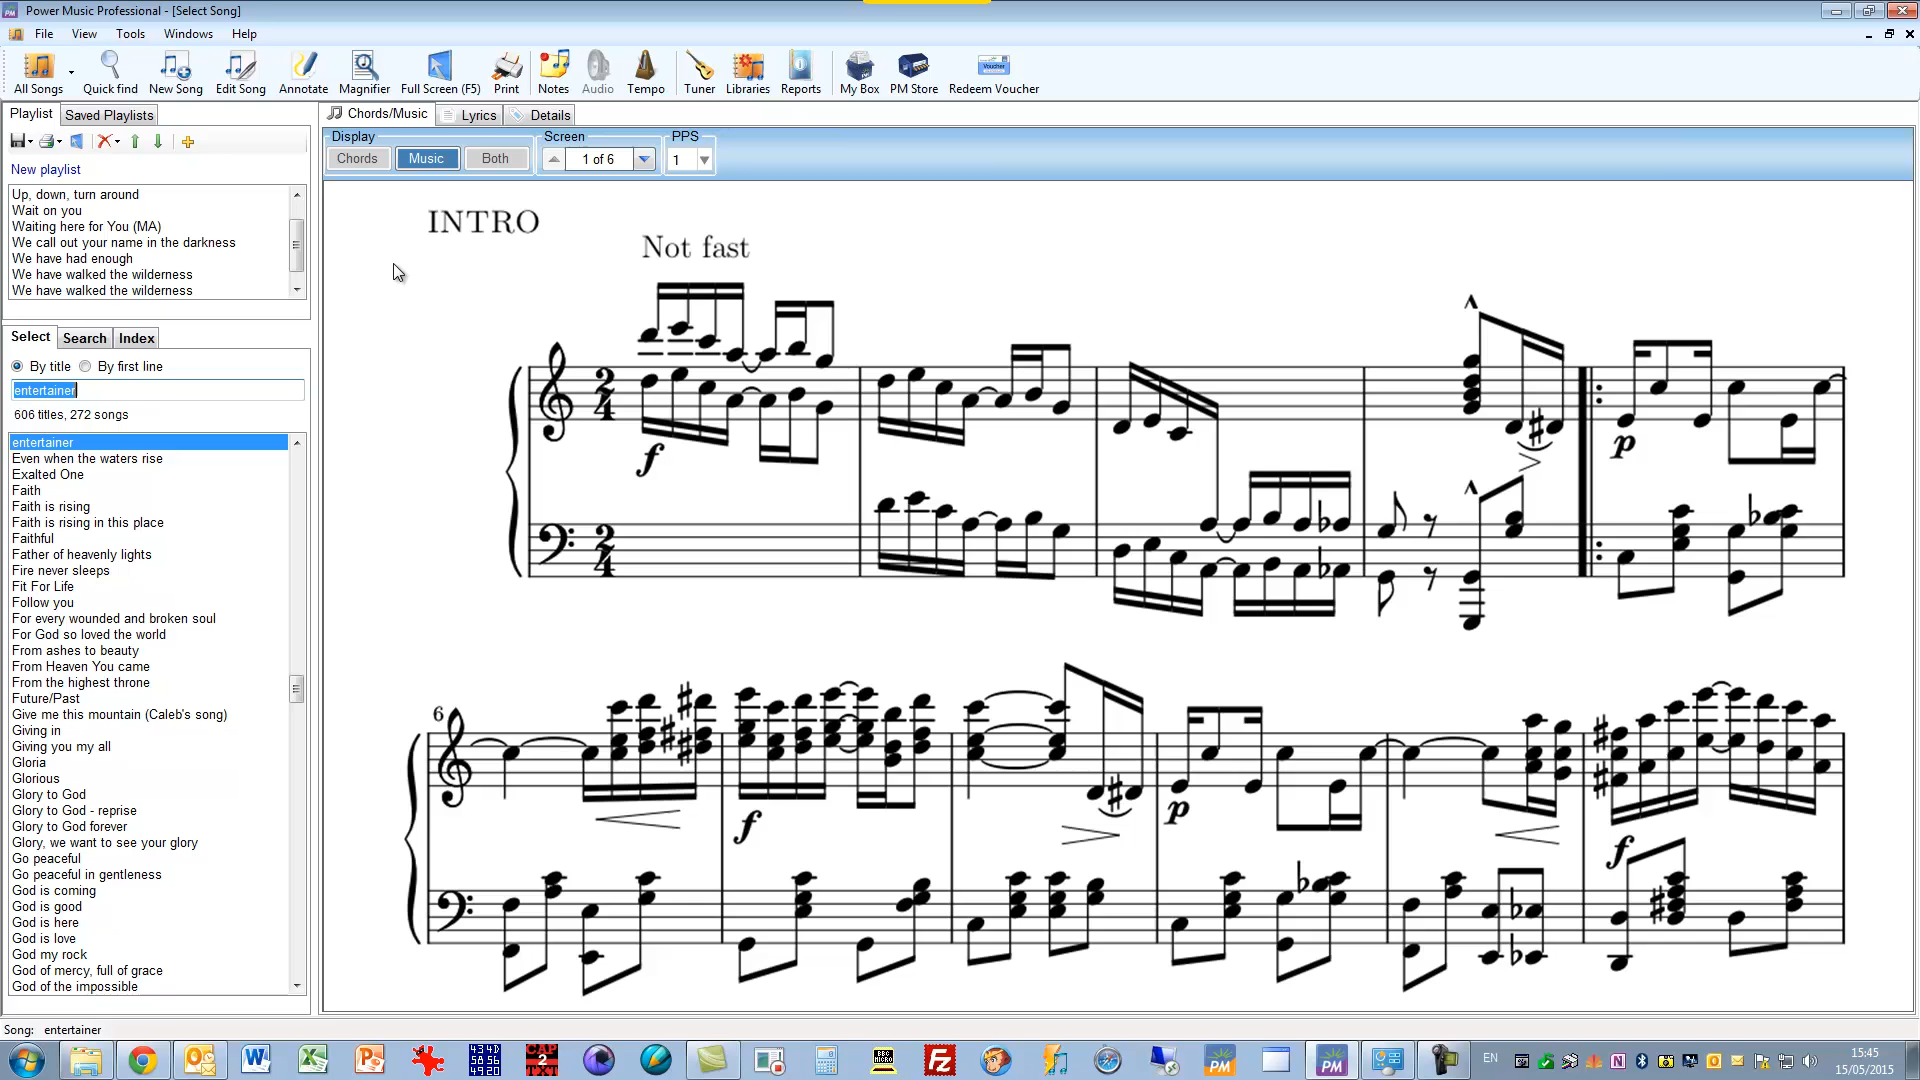 Power Music Professional - [Select Song]
File View Tools Windows Help
All Songs Quick find New Song Edit Song Annotate Magnifier Full Screen (F5) Print Notes Audio Tempo Tuner Libraries Reports My Box PM Store Redeem Voucher
Playlist Saved Playlists
New playlist
Up, down, turn around
Wait on you
Waiting here for You (MA)
We call out your name in the darkness
We have had enough
We have walked the wilderness
We have walked the wilderness
Select Search Index
By title By first line
entertainer
606 titles, 272 songs
entertainer
Even when the waters rise
Exalted One
Faith
Faith is rising
Faith is rising in this place
Faithful
Father of heavenly lights
Fire never sleeps
Fit For Life
Follow you
For every wounded and broken soul
For God so loved the world
From ashes to beauty
From Heaven You came
From the highest throne
Future/Past
Give me this mountain (Caleb's song)
Giving in
Giving you my all
Gloria
Glorious
Glory to God
Glory to God - reprise
Glory to God forever
Glory, we want to see your glory
Go peaceful
Go peaceful in gentleness
God is coming
God is good
God is here
God is love
God my rock
God of mercy, full of grace
God of the impossible
Chords/Music Lyrics Details
Display Screen PPS
Chords Music Both 1 of 6 1
INTRO
Not fast
2 4
f p
2 4
6
f p f
Song: entertainer
EN
15:45
15/05/2015